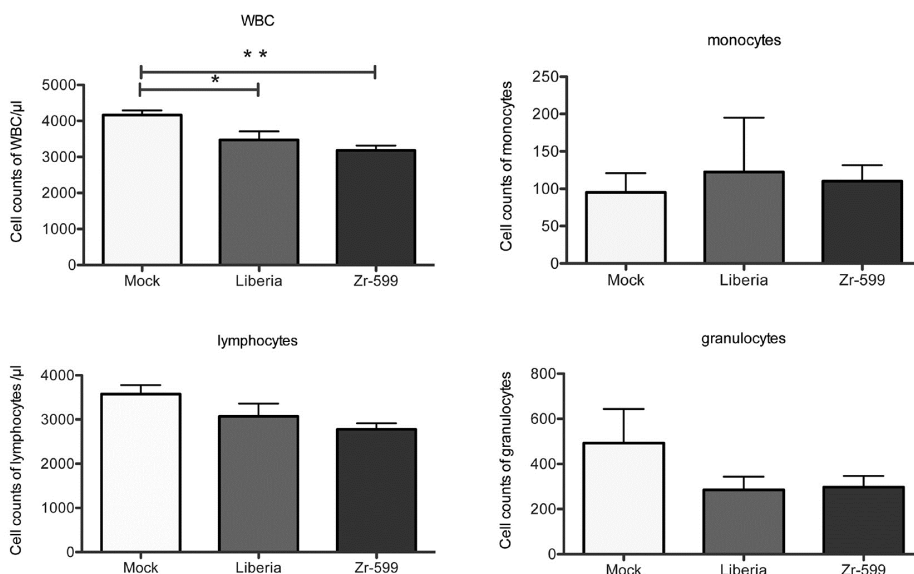 WBC
* *
*
Cell counts of WBC/µl
5000
4000
3000
2000
1000
0
Mock Liberia Zr-599
monocytes
Cell counts of monocytes
250
200
150
100
50
0
Mock Liberia Zr-599
lymphocytes
Cell counts of lymphocytes /µl
4000
3000
2000
1000
0
Mock Liberia Zr-599
granulocytes
Cell counts of granulocytes
800
600
400
200
0
Mock Liberia Zr-599